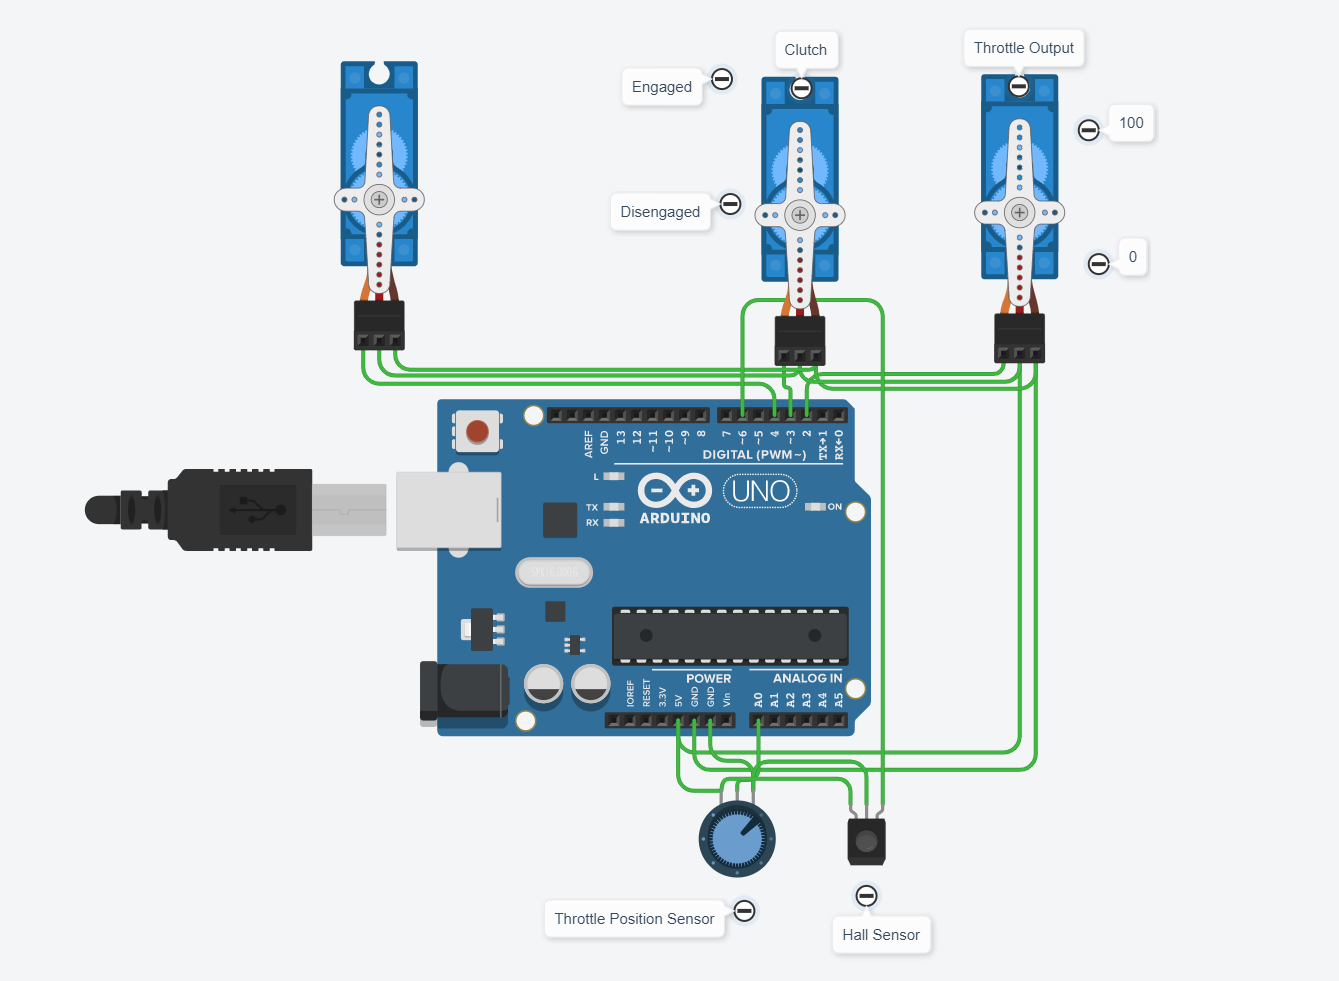 Clutch
Throttle Output
Engaged
100
Disengaged
0
AREF
GND
13
12
~11
~10
~9
8
7
~6
~5
4
~3
2
TX→1
RX←0
DIGITAL (PWM~)
L
TX
RX
ARDUINO
UNO
ON
POWER
ANALOG IN
IOREF
RESET
3.3V
5V
GND
GND
Vin
A0
A1
A2
A3
A4
A5
Throttle Position Sensor
Hall Sensor